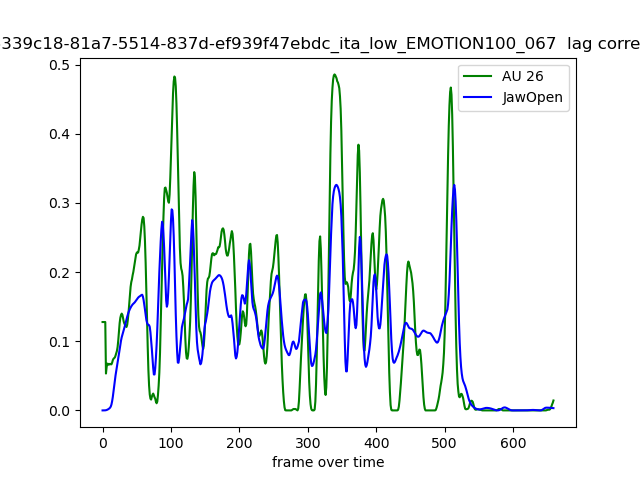 339c18-81a7-5514-837d-ef939f47ebdc_ita_low_EMOTION100_067  lag corre
AU 26
JawOpen
0.5
0.4
0.3
0.2
0.1
0.0
0 100 200 300 400 500 600
frame over time